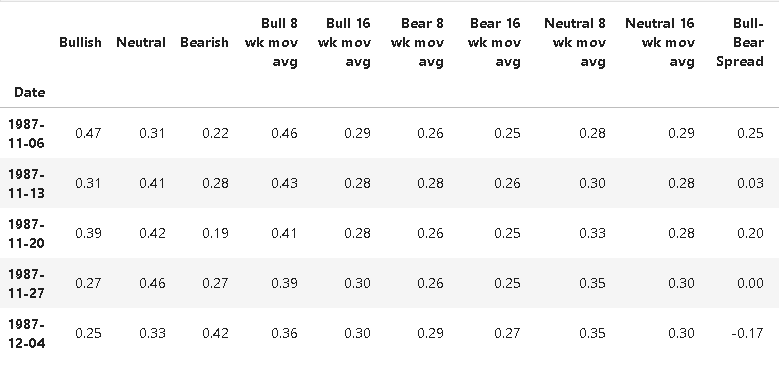 Bullish Neutral Bearish Bull 8 wk mov avg Bull 16 wk mov avg Bear 8 wk mov avg Bear 16 wk mov avg Neutral 8 wk mov avg Neutral 16 wk mov avg Bull-Bear Spread
Date
1987-11-06 0.47 0.31 0.22 0.46 0.29 0.26 0.25 0.28 0.29 0.25
1987-11-13 0.31 0.41 0.28 0.43 0.28 0.28 0.26 0.30 0.28 0.03
1987-11-20 0.39 0.42 0.19 0.41 0.28 0.26 0.25 0.33 0.28 0.20
1987-11-27 0.27 0.46 0.27 0.39 0.30 0.26 0.25 0.35 0.30 0.00
1987-12-04 0.25 0.33 0.42 0.36 0.30 0.29 0.27 0.35 0.30 -0.17